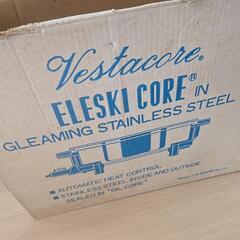 Vestacore®
ELESKI CORE® IN
GLEAMING STAINLESS STEEL
■ AUTOMATIC HEAT CONTROL
■ STAINLESS STEEL INSIDE AND OUTSIDE.
SEALED IN "OIL CORE"